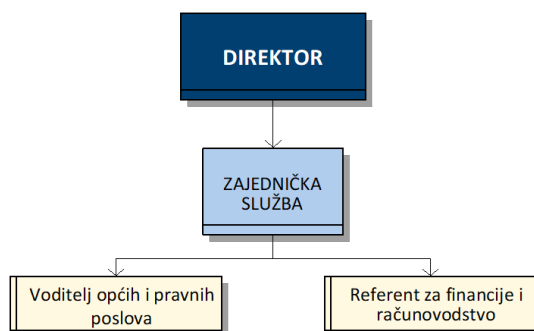 DIREKTOR
ZAJEDNIČKA
SLUŽBA
Voditelj općih i pravnih
poslova
Referent za financije i
računovodstvo